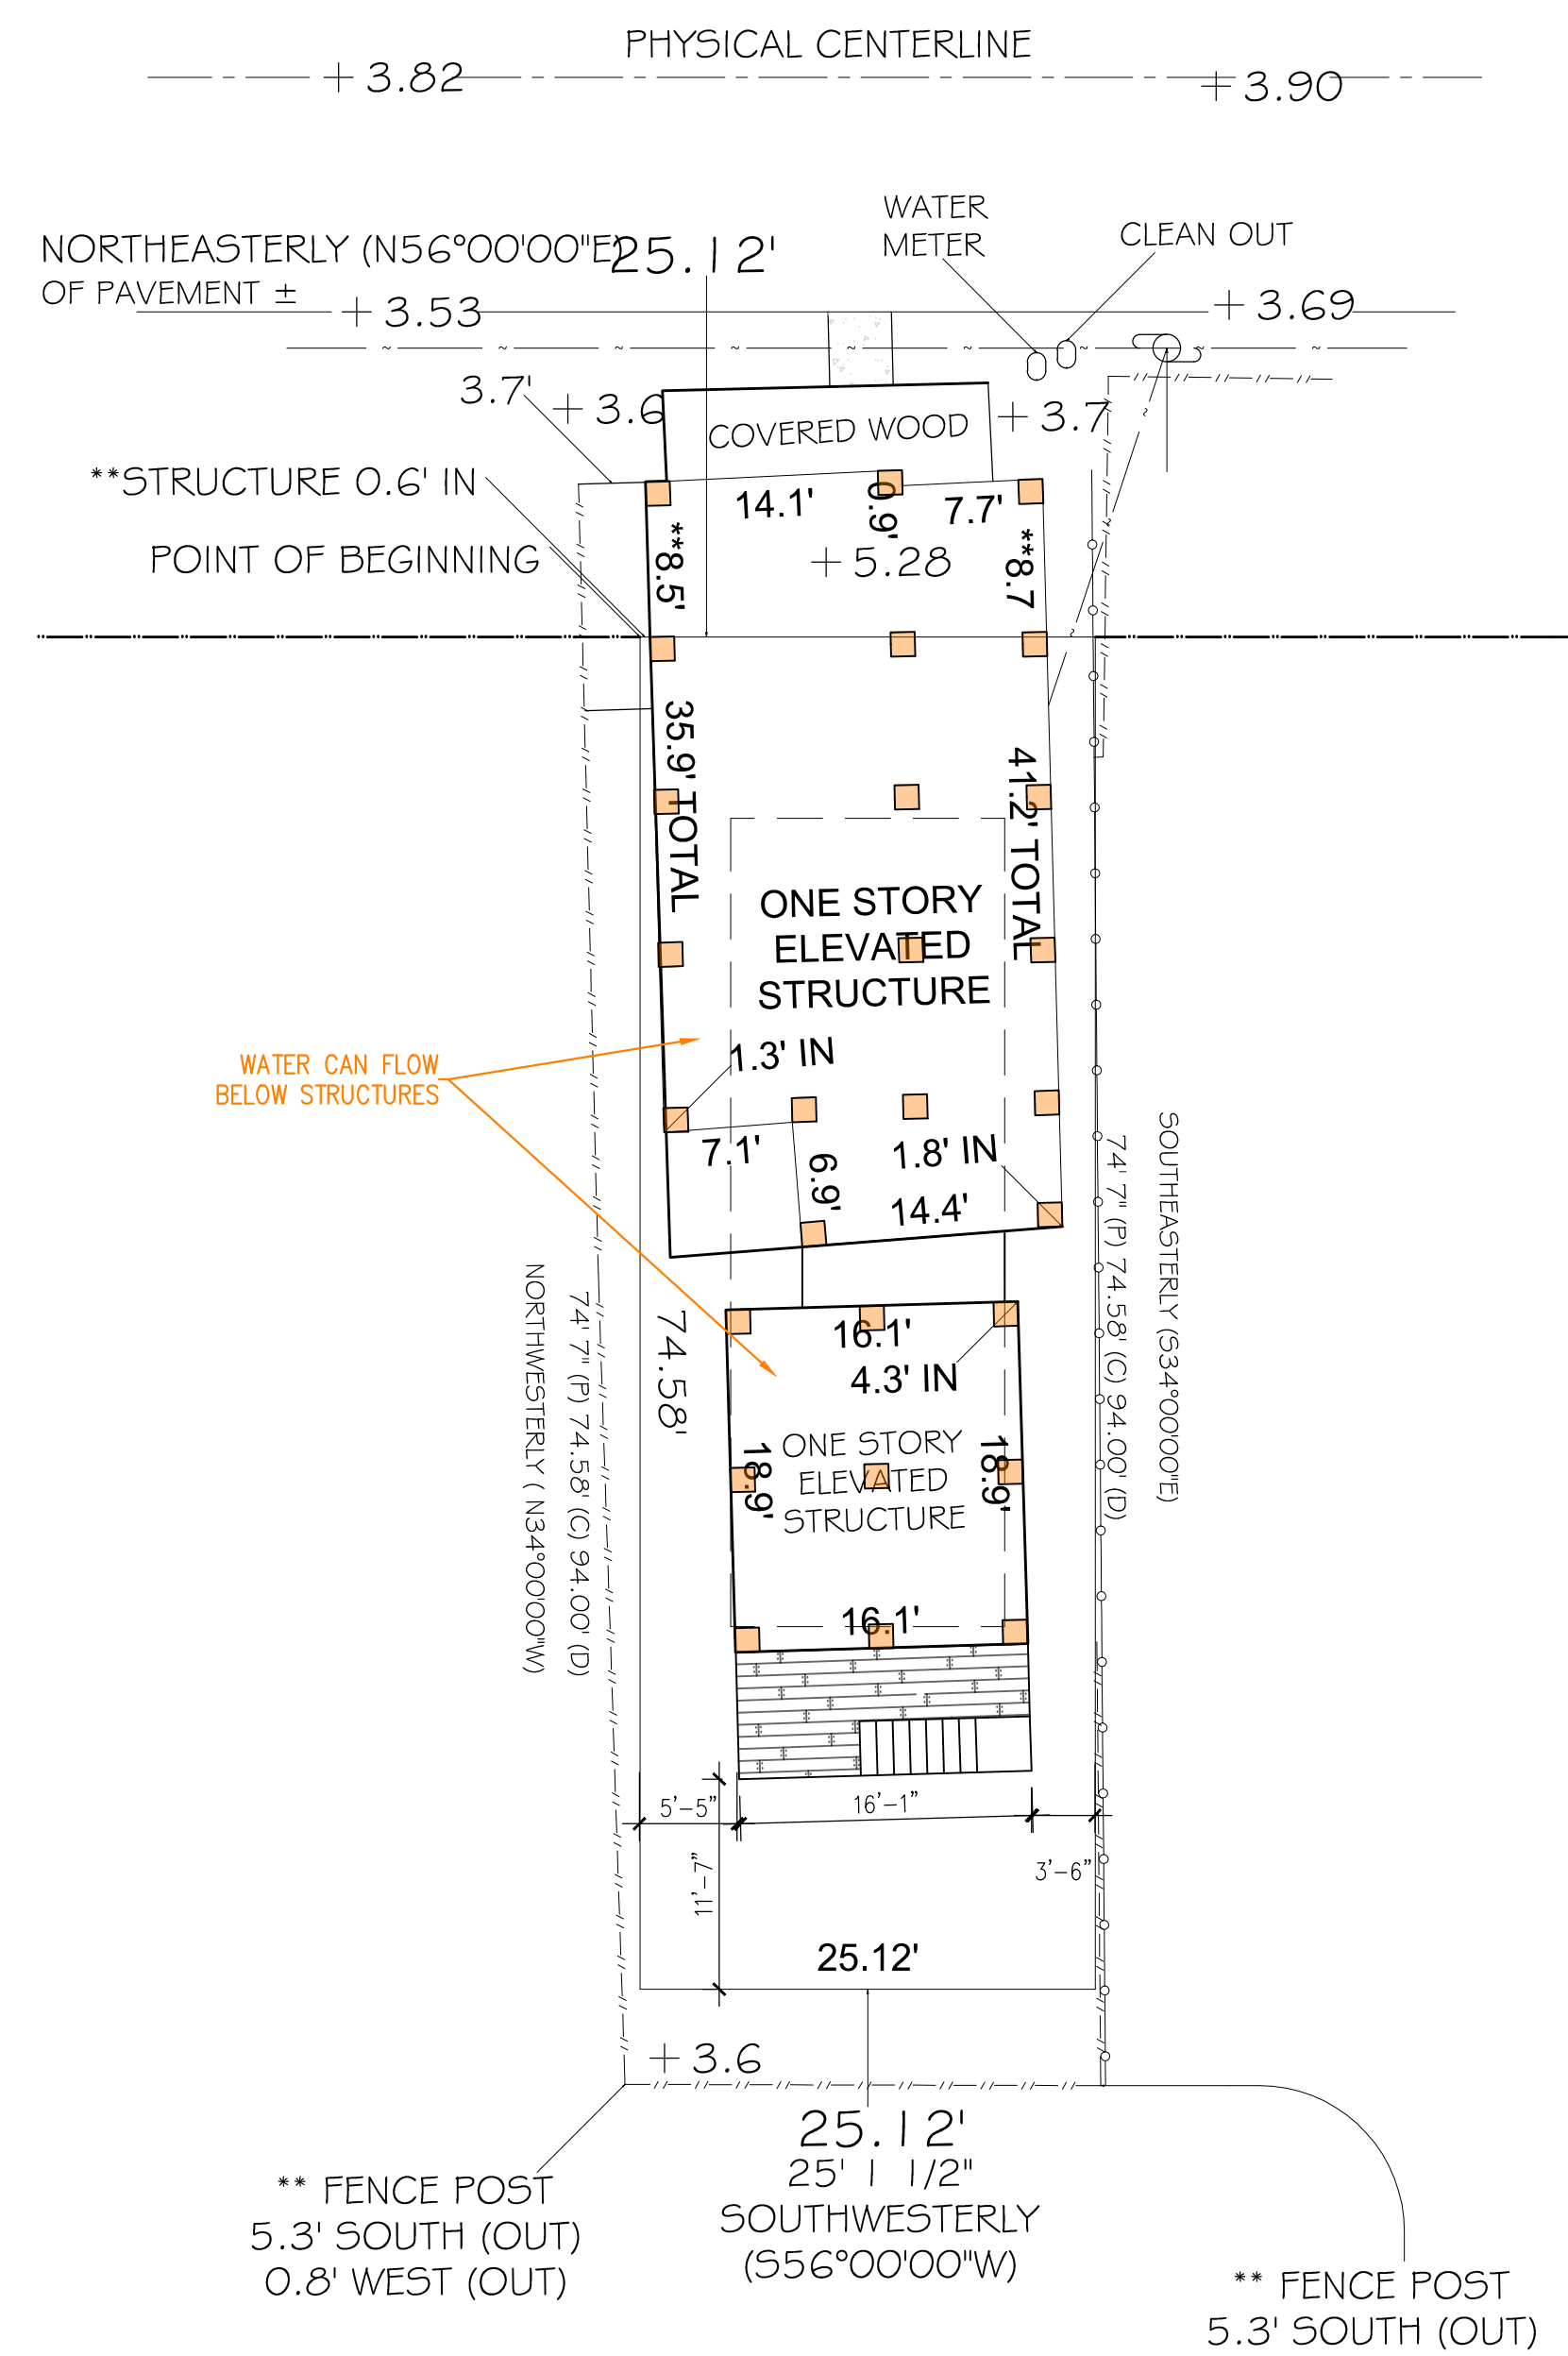 PHYSICAL CENTERLINE
+ 3.82
+ 3.90
WATER
METER
CLEAN OUT
NORTHEASTERLY (N56°00'00"E)
25.12'
OF PAVEMENT ±
+ 3.53
+ 3.69
3.7'
+ 3.6
+ 3.7
COVERED WOOD
**STRUCTURE 0.6' IN
14.1'
0.9'
7.7'
**8.5'
**8.7
+ 5.28
POINT OF BEGINNING
35.9' TOTAL
41.2' TOTAL
ONE STORY
ELEVATED
STRUCTURE
WATER CAN FLOW
BELOW STRUCTURES
1.3' IN
7.1'
6.9'
1.8' IN
14.4'
SOUTHEASTERLY (S34°00'00"E)
74' 7" (P) 74.58' (C) 94.00' (D)
NORTHWESTERLY ( N34°00'00"W)
74' 7" (P) 74.58' (C) 94.00' (D)
74.58'
16.1'
4.3' IN
18.9'
18.9'
ONE STORY
ELEVATED
STRUCTURE
16.1'
5'-5"
16'-1"
3'-6"
11'-7"
25.12'
+ 3.6
25.12'
25' 1 1/2"
SOUTHWESTERLY
(S56°00'00"W)
** FENCE POST
5.3' SOUTH (OUT)
0.8' WEST (OUT)
** FENCE POST
5.3' SOUTH (OUT)